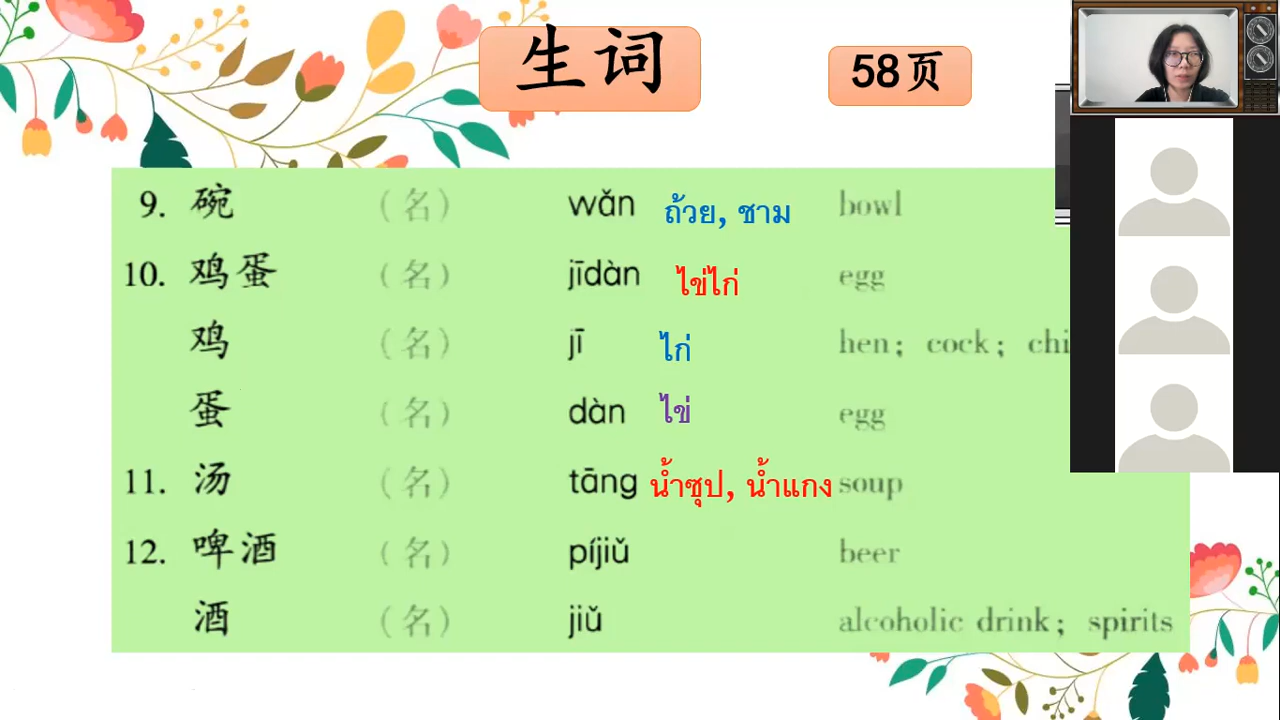 生词
58页
9. 碗 （名） wǎn ถ้วย, ชาม bowl
10. 鸡蛋 （名） jīdàn ไข่ไก่ egg
鸡 （名） jī ไก่ hen； cock； chi
蛋 （名） dàn ไข่ egg
11. 汤 （名） tāng น้ำซุป, น้ำแกง soup
12. 啤酒 （名） píjiǔ beer
酒 （名） jiǔ alcoholic drink； spirits